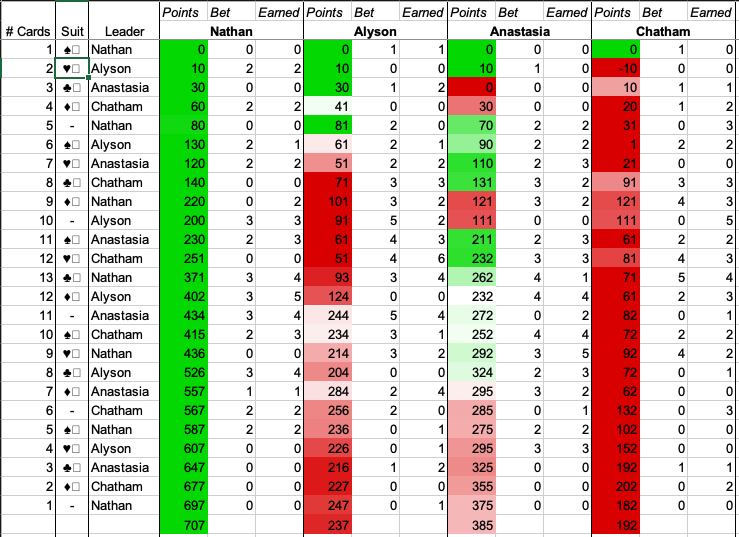 Points Bet Earned Points Bet Earned Points Bet Earned Points Bet Earned
# Cards Suit Leader Nathan Alyson Anastasia Chatham
1 ♠□ Nathan 0 0 0 0 1 1 0 0 0 0 1 0
2 ♥□ Alyson 10 2 2 10 0 0 10 1 0 -10 0 0
3 ♣□ Anastasia 30 0 0 30 1 2 0 0 0 10 1 1
4 ♦□ Chatham 60 2 2 41 0 0 30 0 0 20 1 2
5 - Nathan 80 0 0 81 2 0 70 2 2 31 0 3
6 ♠□ Alyson 130 2 1 61 2 1 90 2 2 1 2 2
7 ♥□ Anastasia 120 2 2 51 2 2 110 2 3 21 0 0
8 ♣□ Chatham 140 0 0 71 3 3 131 3 2 91 3 3
9 ♦□ Nathan 220 0 2 101 3 2 121 3 2 121 4 3
10 - Alyson 200 3 3 91 5 2 111 0 0 111 0 5
11 ♠□ Anastasia 230 2 3 61 4 3 211 2 3 61 2 2
12 ♥□ Chatham 251 0 0 51 4 6 232 3 3 81 4 3
13 ♣□ Nathan 371 3 4 93 3 4 262 4 1 71 5 4
12 ♦□ Alyson 402 3 5 124 0 0 232 4 4 61 2 3
11 - Anastasia 434 3 4 244 5 4 272 0 2 82 0 1
10 ♠□ Chatham 415 2 3 234 3 1 252 4 4 72 2 2
9 ♥□ Nathan 436 0 0 214 3 2 292 3 5 92 4 2
8 ♣□ Alyson 526 3 4 204 0 0 324 2 3 72 0 1
7 ♦□ Anastasia 557 1 1 284 2 4 295 3 2 62 0 0
6 - Chatham 567 2 2 256 2 0 285 0 1 132 0 3
5 ♠□ Nathan 587 2 2 236 0 1 275 2 2 102 0 0
4 ♥□ Alyson 607 0 0 226 0 1 295 3 3 152 0 0
3 ♣□ Anastasia 647 0 0 216 1 2 325 0 0 192 1 1
2 ♦□ Chatham 677 0 0 227 0 0 355 0 0 202 0 2
1 - Nathan 697 0 0 247 0 1 375 0 0 182 0 0
707 237 385 192